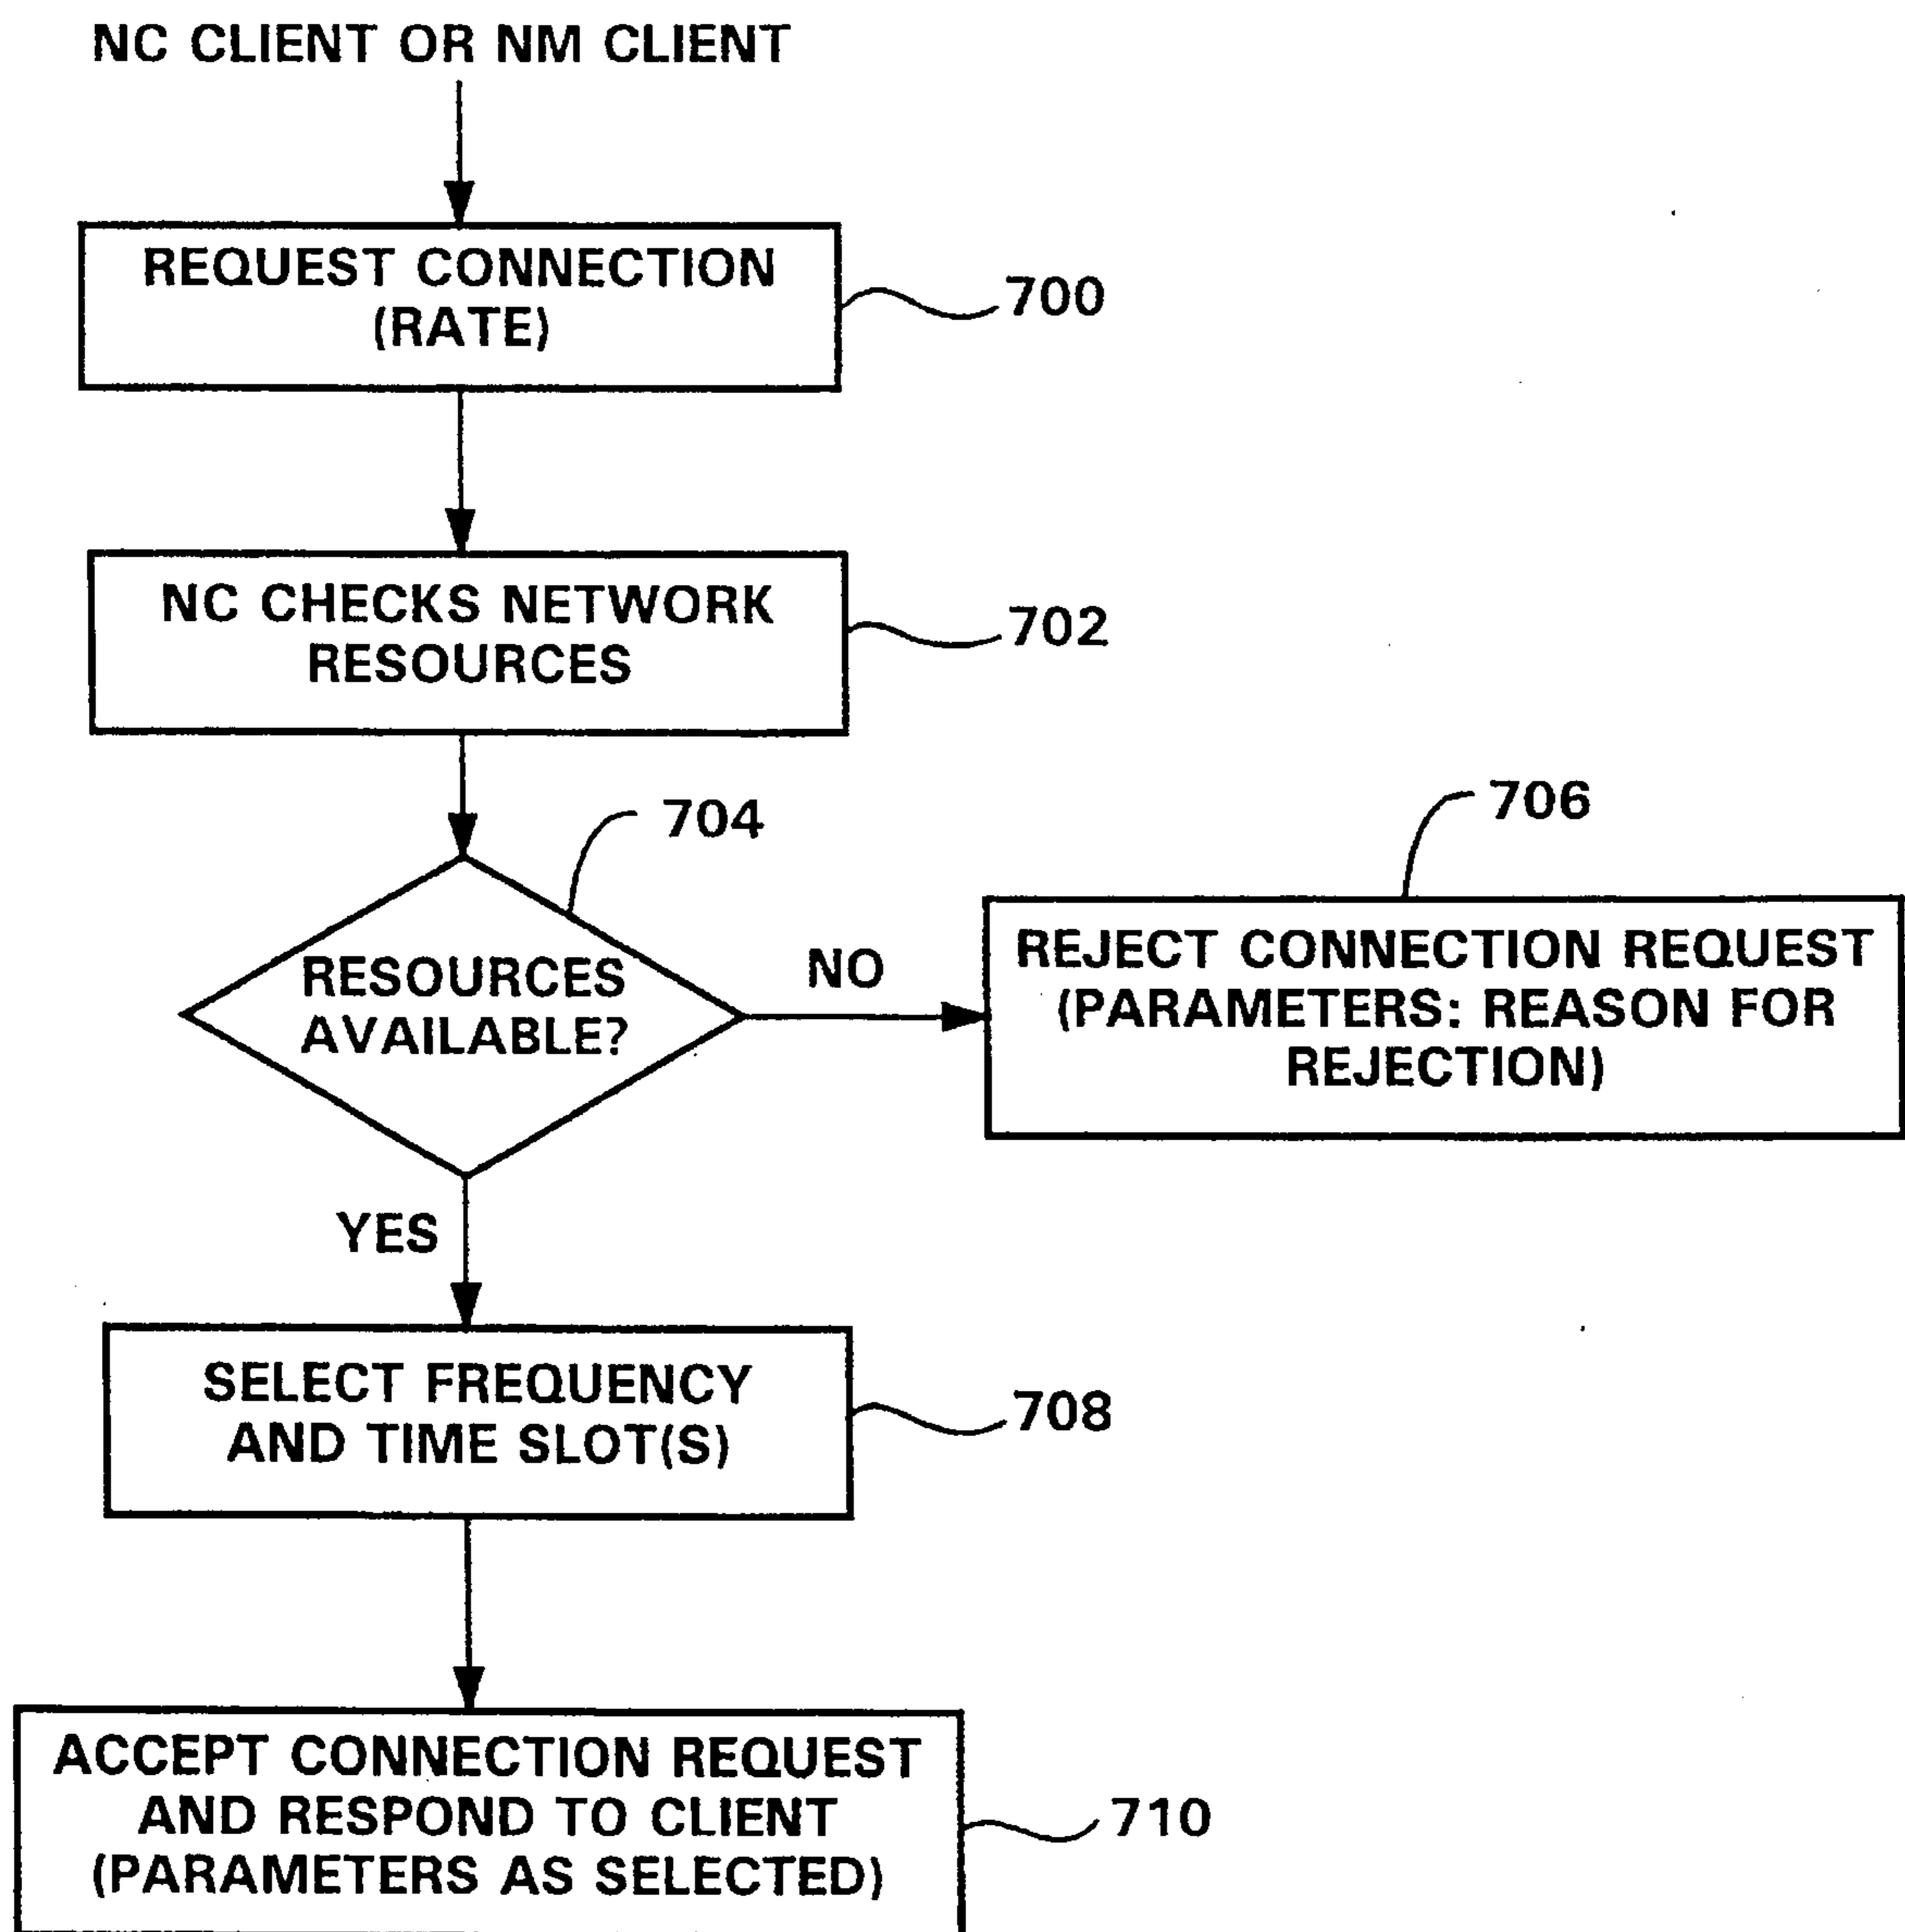 NC CLIENT OR NM CLIENT
REQUEST CONNECTION
(RATE)
700
NC CHECKS NETWORK
RESOURCES
702
704
706
RESOURCES
AVAILABLE?
NO
REJECT CONNECTION REQUEST
(PARAMETERS: REASON FOR
REJECTION)
YES
SELECT FREQUENCY
AND TIME SLOT(S)
708
ACCEPT CONNECTION REQUEST
AND RESPOND TO CLIENT
(PARAMETERS AS SELECTED)
710